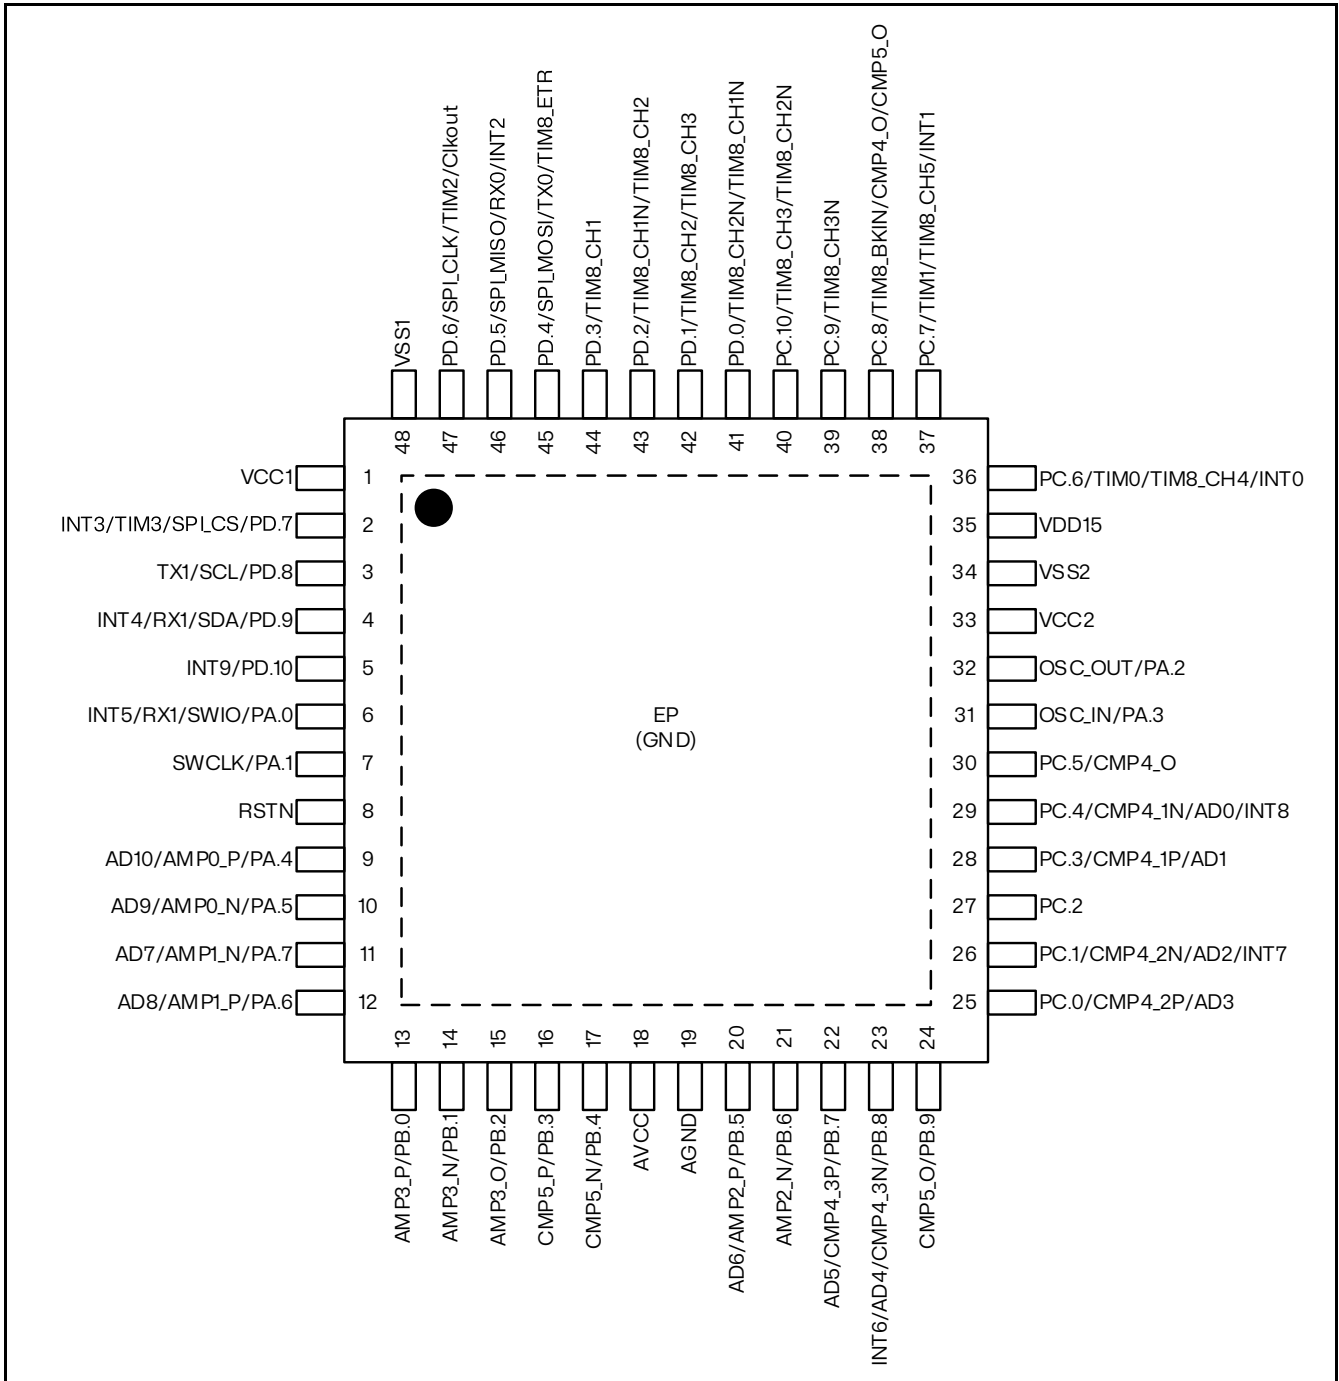 VSS1
PD.6/SPI_CLK/TIM2/Clkout
PD.5/SPI_MISO/RX0/INT2
PD.4/SPI_MOSI/TX0/TIM8_ETR
PD.3/TIM8_CH1
PD.2/TIM8_CH1N/TIM8_CH2
PD.1/TIM8_CH2/TIM8_CH3
PD.0/TIM8_CH2N/TIM8_CH1N
PC.10/TIM8_CH3/TIM8_CH2N
PC.9/TIM8_CH3N
PC.8/TIM8_BKIN/CMP4_O/CMP5_O
PC.7/TIM1/TIM8_CH5/INT1
48 47 46 45 44 43 42 41 40 39 38 37
VCC1 1
INT3/TIM3/SPI_CS/PD.7 2
TX1/SCL/PD.8 3
INT4/RX1/SDA/PD.9 4
INT9/PD.10 5
INT5/RX1/SWIO/PA.0 6
SWCLK/PA.1 7
RSTN 8
AD10/AMP0_P/PA.4 9
AD9/AMP0_N/PA.5 10
AD7/AMP1_N/PA.7 11
AD8/AMP1_P/PA.6 12
EP
(GND)
36 PC.6/TIM0/TIM8_CH4/INT0
35 VDD15
34 VSS2
33 VCC2
32 OSC_OUT/PA.2
31 OSC_IN/PA.3
30 PC.5/CMP4_O
29 PC.4/CMP4_1N/AD0/INT8
28 PC.3/CMP4_1P/AD1
27 PC.2
26 PC.1/CMP4_2N/AD2/INT7
25 PC.0/CMP4_2P/AD3
13 14 15 16 17 18 19 20 21 22 23 24
AMP3_P/PB.0
AMP3_N/PB.1
AMP3_O/PB.2
CMP5_P/PB.3
CMP5_N/PB.4
AVCC
AGND
AD6/AMP2_P/PB.5
AMP2_N/PB.6
AD5/CMP4_3P/PB.7
INT6/AD4/CMP4_3N/PB.8
CMP5_O/PB.9